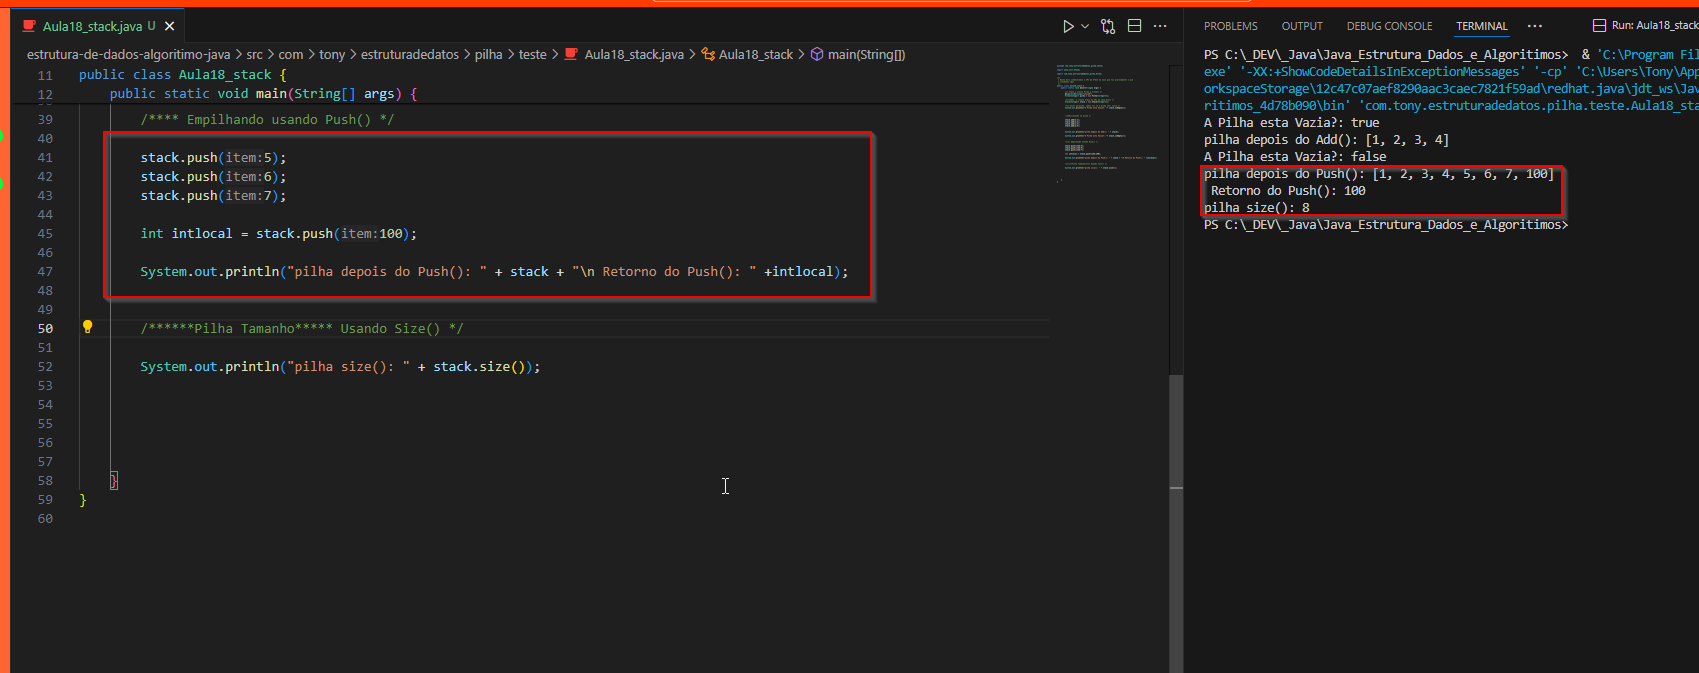 Aula18_stack.java U
estrutura-de-dados-algoritimo-java > src > com > tony > estruturadedatos > pilha > teste > Aula18_stack.java > Aula18_stack > main(String[])
11 public class Aula18_stack {
12 public static void main(String[] args) {
39 /**** Empilhando usando Push() */
40
41 stack.push(item:5);
42 stack.push(item:6);
43 stack.push(item:7);
44
45 int intlocal = stack.push(item:100);
46
47 System.out.println("pilha depois do Push(): " + stack + "\n Retorno do Push(): " +intlocal);
48
49
50 /******Pilha Tamanho***** Usando Size() */
51
52 System.out.println("pilha size(): " + stack.size());
53
54
55
56
57
58 }
59 }
60
PROBLEMS OUTPUT DEBUG CONSOLE TERMINAL ··· Run: Aula18_stack
PS C:\_DEV\_Java\Java_Estrutura_Dados_e_Algoritimos> & 'C:\Program Fil
exe' '-XX:+ShowCodeDetailsInExceptionMessages' '-cp' 'C:\Users\Tony\App
orkspaceStorage\12c47c07aef8290aac3caec7821f59ad\redhat.java\jdt_ws\Jav
ritimos_4d78b090\bin' 'com.tony.estruturadedatos.pilha.teste.Aula18_sta
A Pilha esta Vazia?: true
pilha depois do Add(): [1, 2, 3, 4]
A Pilha esta Vazia?: false
pilha depois do Push(): [1, 2, 3, 4, 5, 6, 7, 100]
Retorno do Push(): 100
pilha size(): 8
PS C:\_DEV\_Java\Java_Estrutura_Dados_e_Algoritimos>